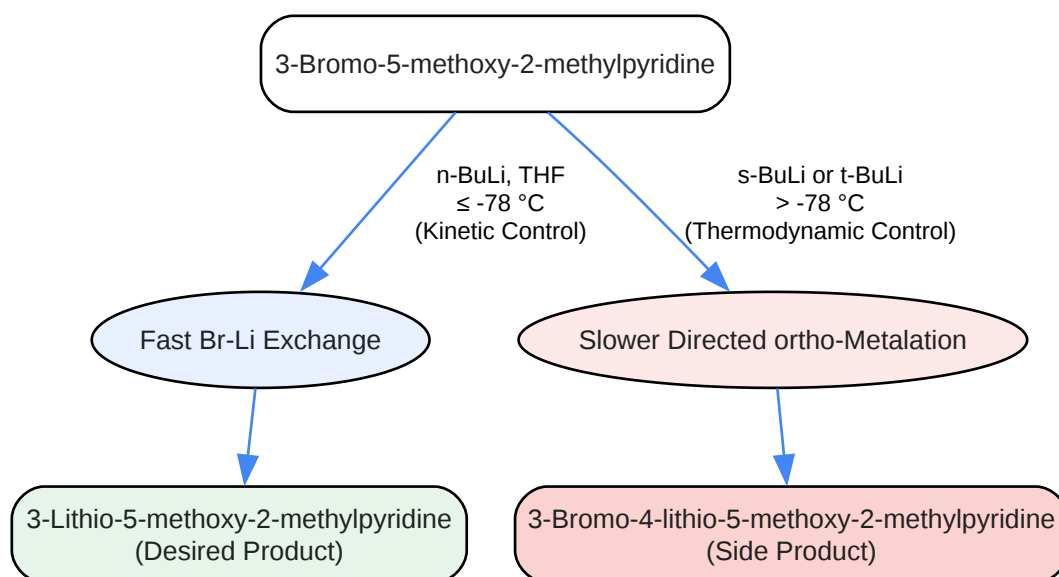 3-Bromo-5-methoxy-2-methylpyridine
n-BuLi, THF
≤ -78 °C
(Kinetic Control)
s-BuLi or t-BuLi
> -78 °C
(Thermodynamic Control)
Fast Br-Li Exchange
Slower Directed ortho-Metalation
3-Lithio-5-methoxy-2-methylpyridine
(Desired Product)
3-Bromo-4-lithio-5-methoxy-2-methylpyridine
(Side Product)